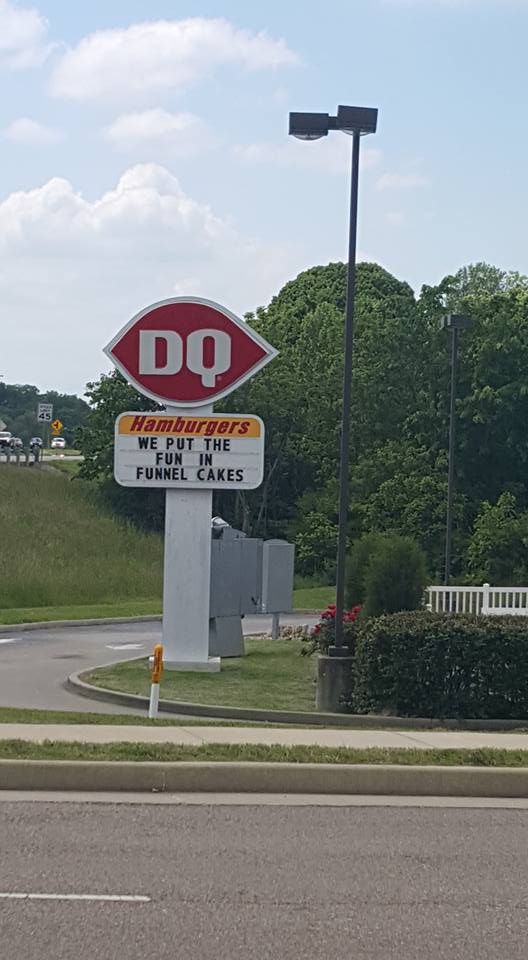 DQ
Hamburgers
WE PUT THE
FUN IN
FUNNEL CAKES
45